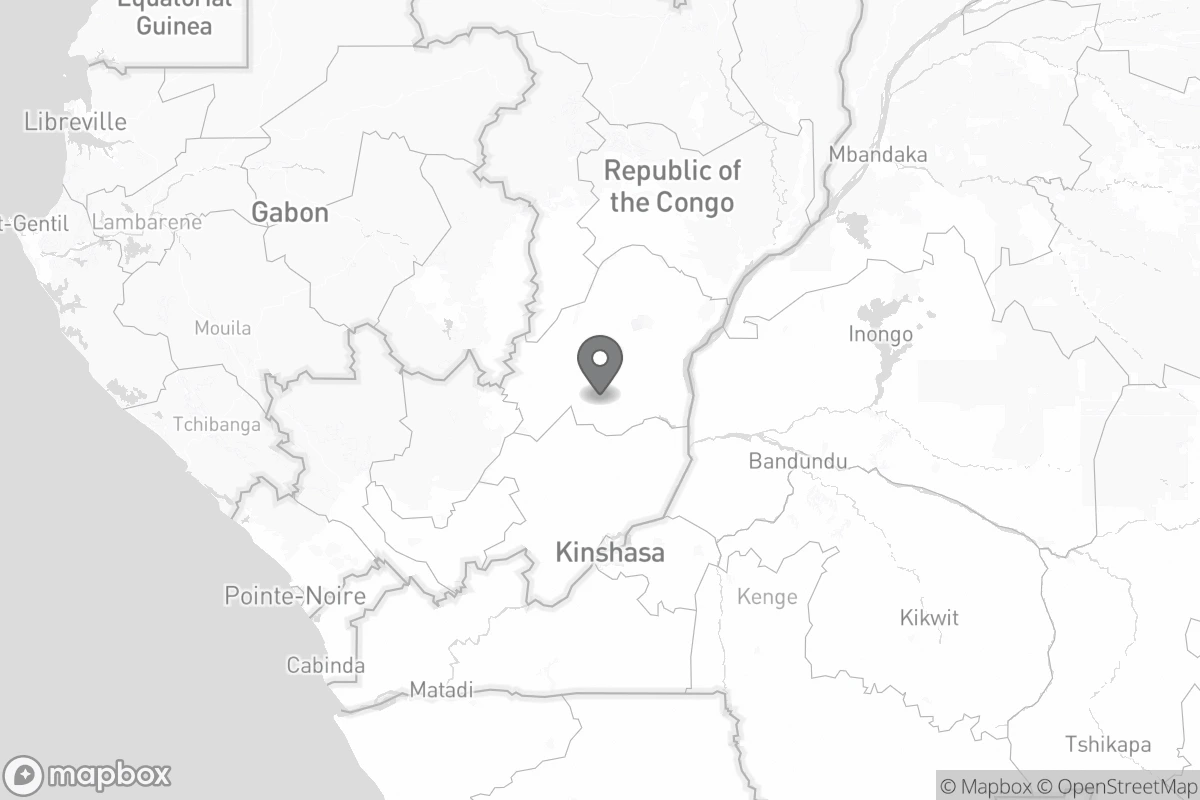 Equatorial
Guinea
Libreville
Mbandaka
Republic of
the Congo
Gabon
t-Gentil
Lambarene
Mouila
Inongo
Tchibanga
Bandundu
Kinshasa
Pointe-Noire
Kenge
Kikwit
Cabinda
Matadi
Tshikapa
mapbox
© Mapbox © OpenStreetMap